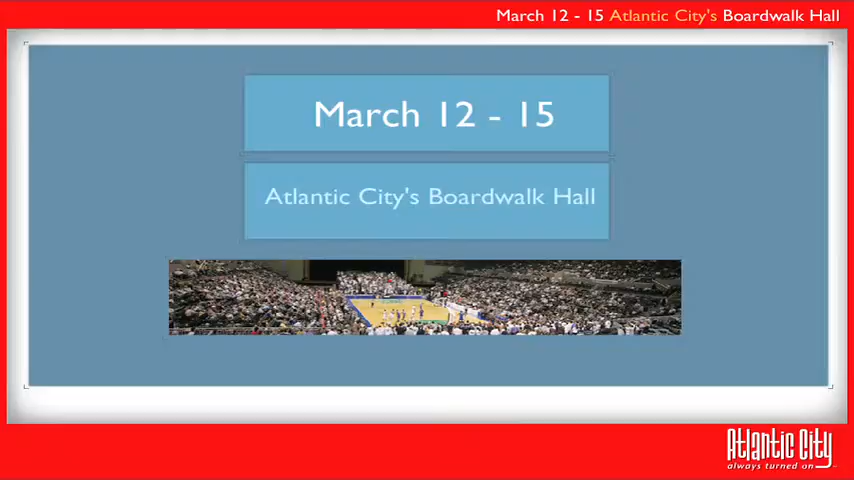 March 12 - 15 Atlantic City's Boardwalk Hall
March 12 - 15
Atlantic City's Boardwalk Hall
Atlantic City
always turned on